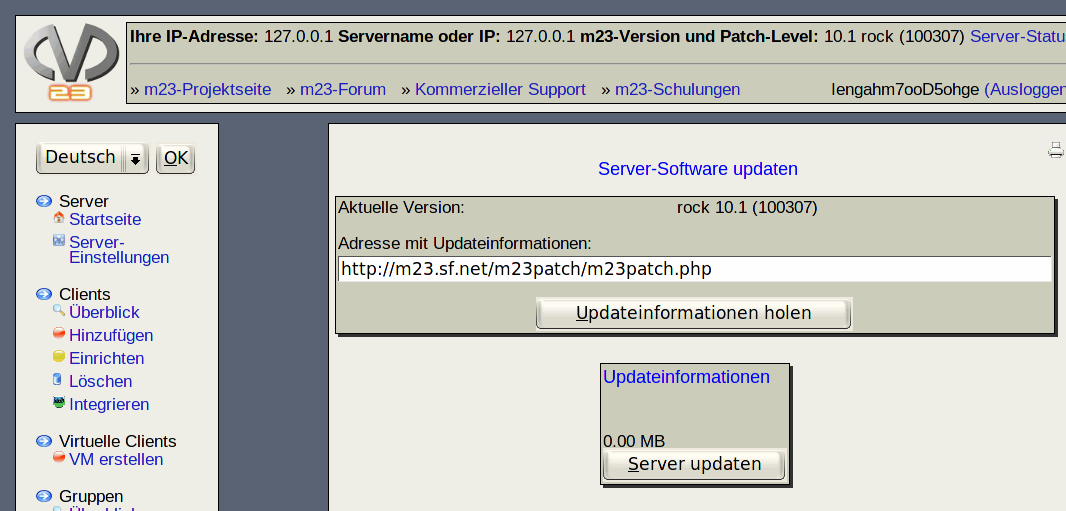 Ihre IP-Adresse: 127.0.0.1 Servername oder IP: 127.0.0.1 m23-Version und Patch-Level: 10.1 rock (100307) Server-Statu
23
» m23-Projektseite » m23-Forum » Kommerzieller Support » m23-Schulungen lengahm7ooD5ohge (Ausloggen
Deutsch OK
Server
Startseite
Server-
Einstellungen
Clients
Überblick
Hinzufügen
Einrichten
Löschen
Integrieren
Virtuelle Clients
VM erstellen
Gruppen
Überblick
Server-Software updaten
Aktuelle Version: rock 10.1 (100307)
Adresse mit Updateinformationen:
http://m23.sf.net/m23patch/m23patch.php
Updateinformationen holen
Updateinformationen
0.00 MB
Server updaten